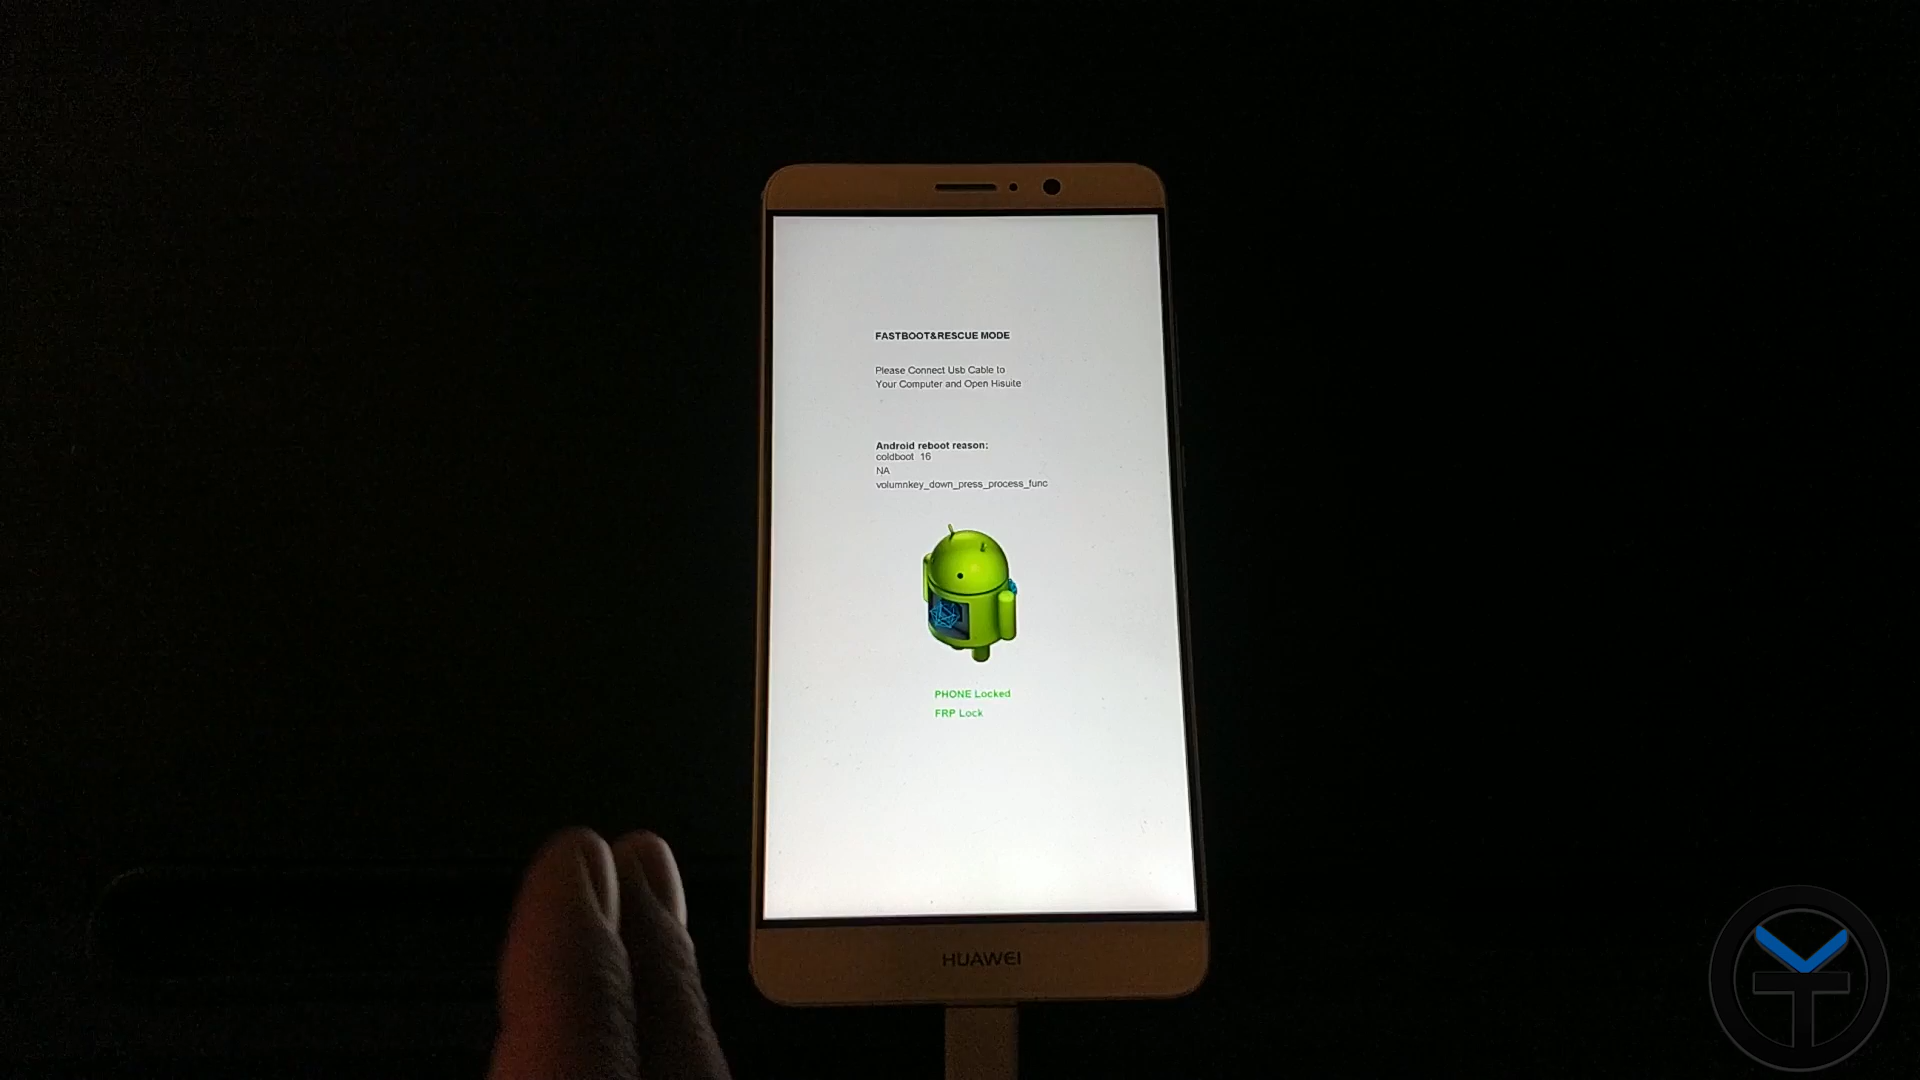 FASTBOOT&RESCUE MODE
Please Connect Usb Cable to
Your Computer and Open Hisuite
Android reboot reason:
coldboot 16
NA
volumnkey_down_press_process_func
PHONE Locked
FRP Lock
HUAWEI